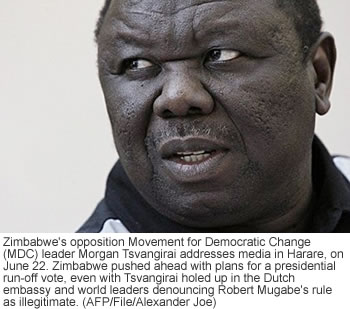 Zimbabwe's opposition Movement for Democratic Change
(MDC) leader Morgan Tsvangirai addresses media in Harare, on
June 22. Zimbabwe pushed ahead with plans for a presidential
run-off vote, even with Tsvangirai holed up in the Dutch
embassy and world leaders denouncing Robert Mugabe's rule
as illegitimate. (AFP/File/Alexander Joe)